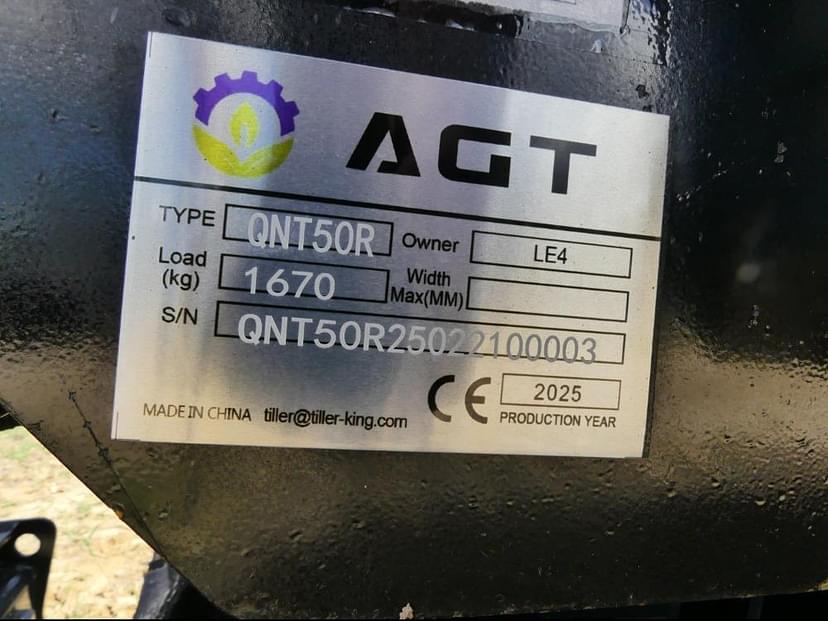 AGT
TYPE QNT50R Owner LE4
Load (kg) 1670 Width Max(MM)
S/N QNT50R25022100003
CE 2025
MADE IN CHINA tiller@tiller-king.com PRODUCTION YEAR